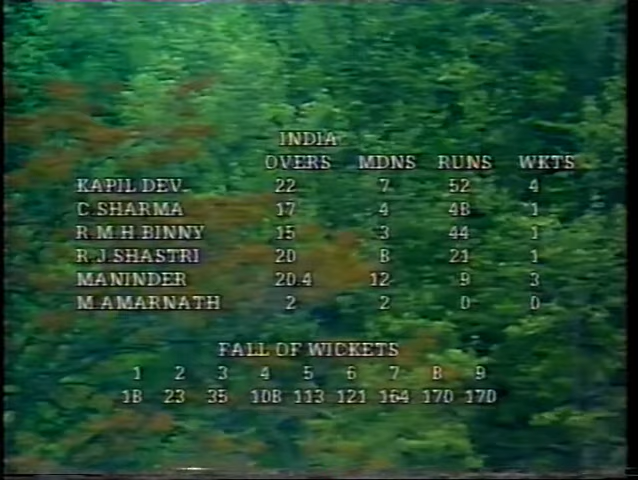 INDIA
OVERS MDNS RUNS WKTS
KAPIL DEV. 22 7 52 4
C.SHARMA 17 4 48 1
R.M.H.BINNY 15 3 44 1
R.J.SHASTRI 20 8 21 1
MANINDER 20.4 12 9 3
M.AMARNATH 2 2 0 0
FALL OF WICKETS
1 2 3 4 5 6 7 8 9
18 23 35 108 113 121 164 170 170